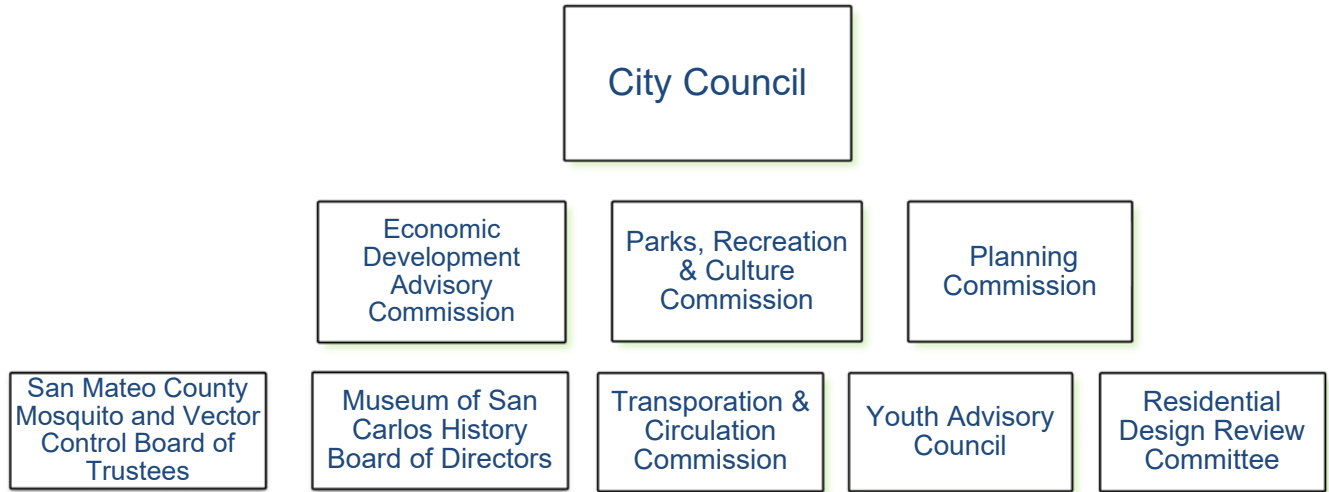 City Council
Economic
Development
Advisory
Commission
Parks, Recreation
& Culture
Commission
Planning
Commission
San Mateo County
Mosquito and Vector
Control Board of
Trustees
Museum of San
Carlos History
Board of Directors
Transporation &
Circulation
Commission
Youth Advisory
Council
Residential
Design Review
Committee